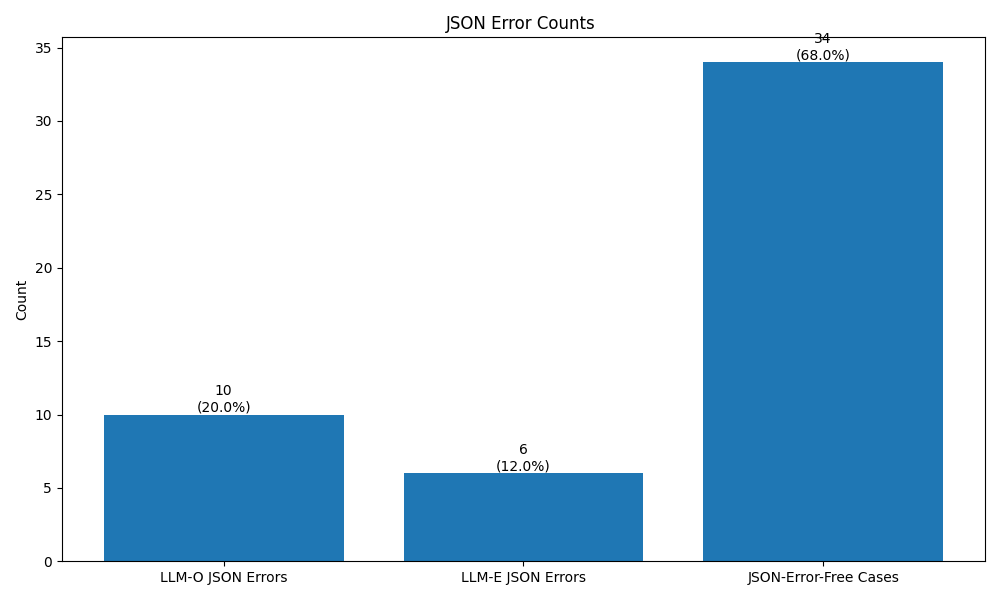 JSON Error Counts
35
30
25
20
15
10
5
0
Count
10
(20.0%)
6
(12.0%)
34
(68.0%)
LLM-O JSON Errors
LLM-E JSON Errors
JSON-Error-Free Cases